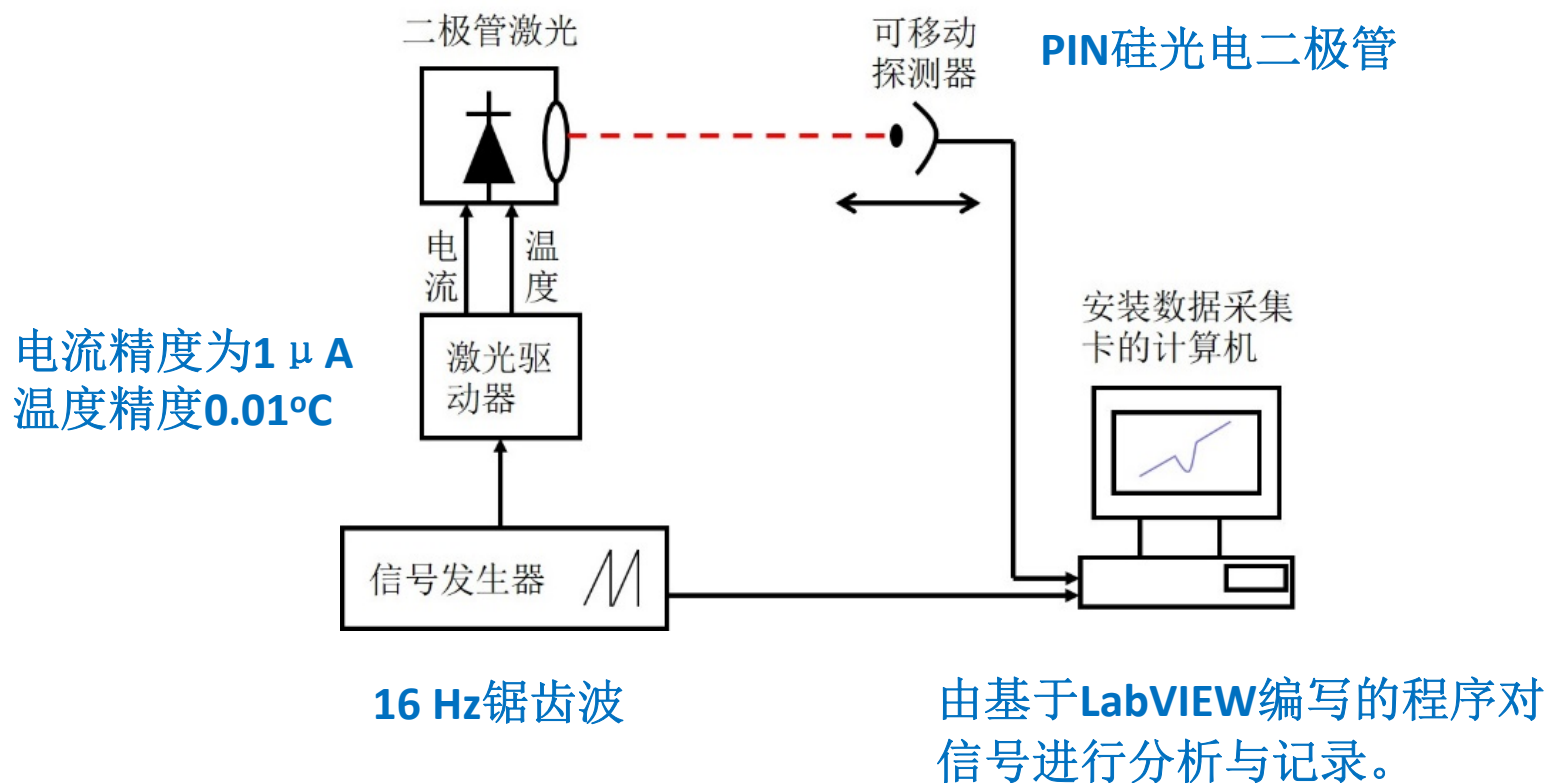 二极管激光
可移动
探测器
PIN硅光电二极管
电流
温度
电流精度为1μA
温度精度0.01°C
激光驱
动器
安装数据采集
卡的计算机
信号发生器
16 Hz锯齿波
由基于LabVIEW编写的程序对
信号进行分析与记录。